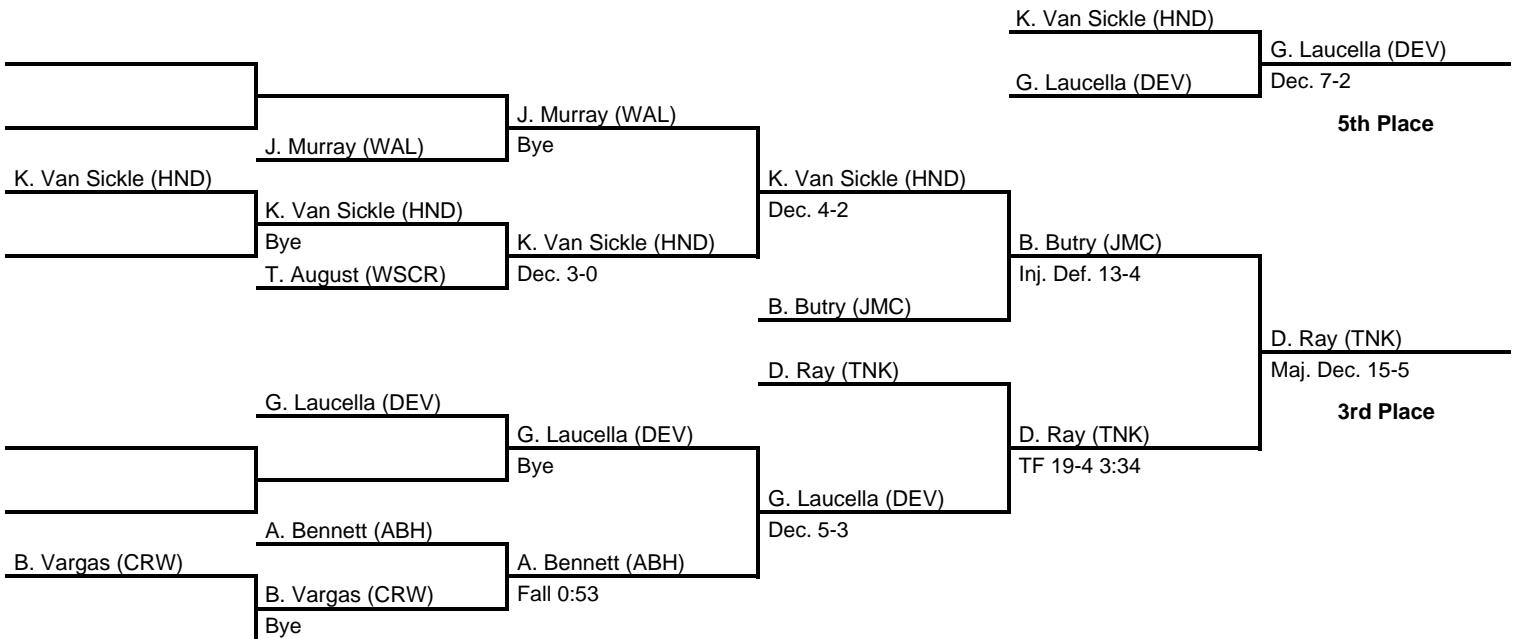 K. Van Sickle (HND)
G. Laucella (DEV)
G. Laucella (DEV)
Dec. 7-2
5th Place
J. Murray (WAL)
J. Murray (WAL)
Bye
K. Van Sickle (HND)
K. Van Sickle (HND)
K. Van Sickle (HND)
Dec. 4-2
Bye
K. Van Sickle (HND)
B. Butry (JMC)
T. August (WSCR)
Dec. 3-0
Inj. Def. 13-4
B. Butry (JMC)
D. Ray (TNK)
D. Ray (TNK)
Maj. Dec. 15-5
G. Laucella (DEV)
3rd Place
G. Laucella (DEV)
D. Ray (TNK)
Bye
TF 19-4 3:34
G. Laucella (DEV)
A. Bennett (ABH)
Dec. 5-3
B. Vargas (CRW)
A. Bennett (ABH)
B. Vargas (CRW)
Fall 0:53
Bye